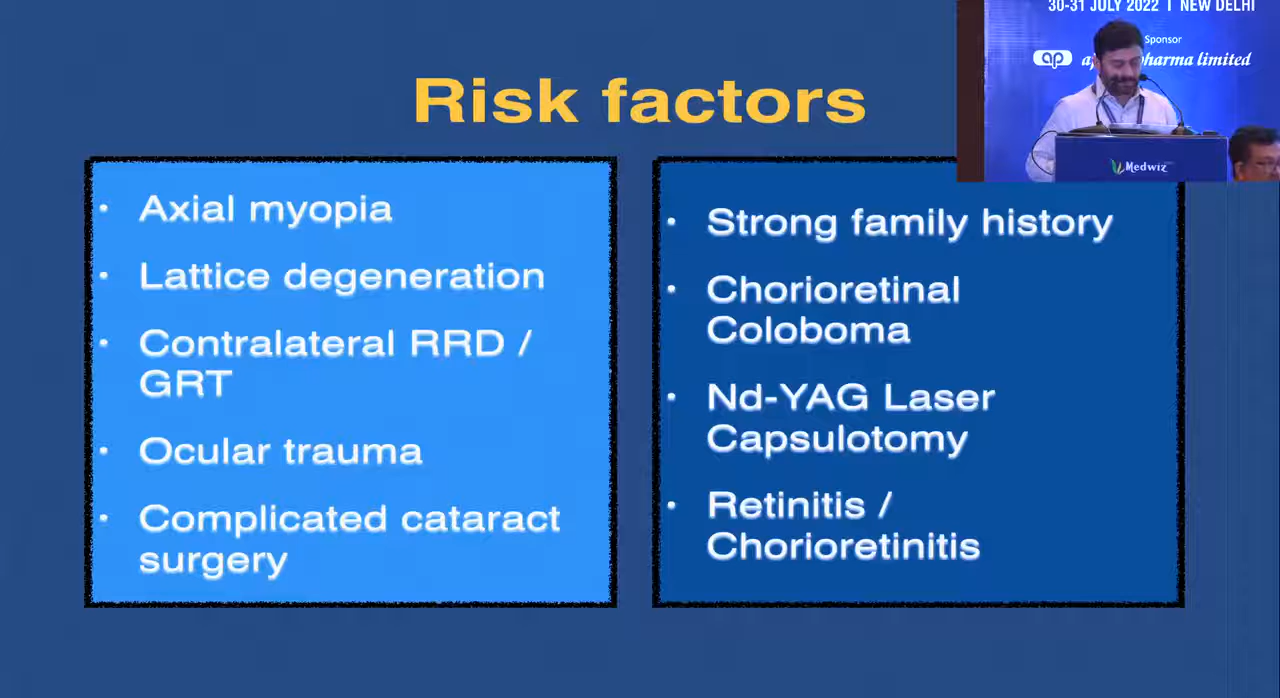 30-31 JULY 2022 | NEW DELHI
Sponsor
ap
pharma limited
Medwiz
Risk factors
• Axial myopia
• Lattice degeneration
• Contralateral RRD /
GRT
• Ocular trauma
• Complicated cataract
surgery
• Strong family history
• Chorioretinal
Coloboma
• Nd-YAG Laser
Capsulotomy
• Retinitis /
Chorioretinitis